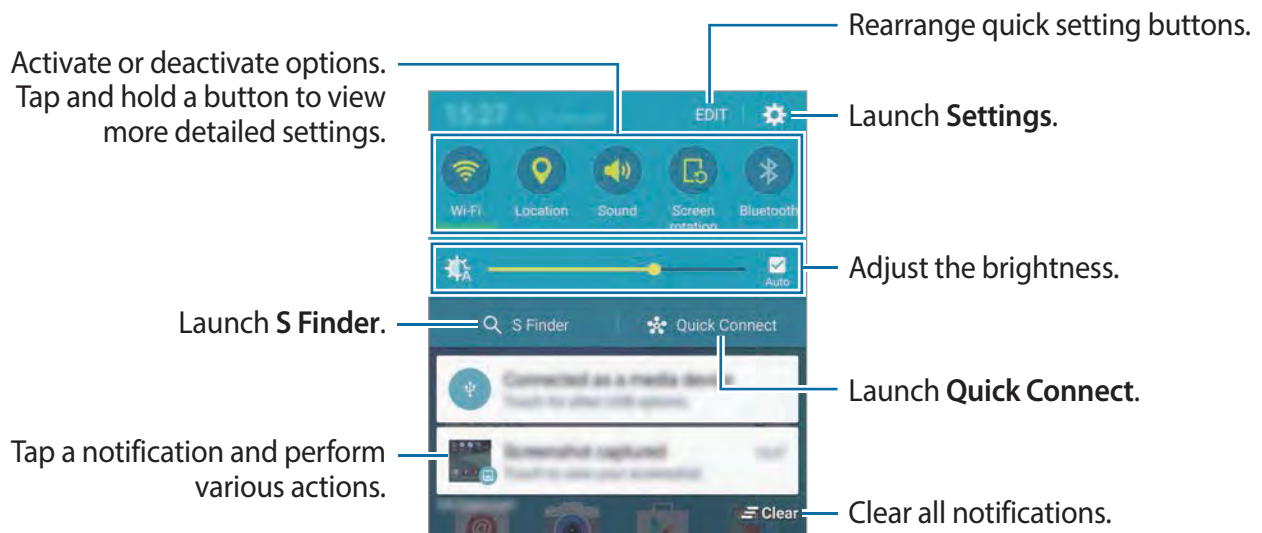 Rearrange quick setting buttons.
Activate or deactivate options.
Tap and hold a button to view
more detailed settings.
15:27
EDIT
Launch Settings.
Wi-Fi
Location
Sound
Screen
rotation
Bluetooth
Auto
Adjust the brightness.
Launch S Finder.
S Finder
Quick Connect
Connected as a media device
Launch Quick Connect.
Tap a notification and perform
various actions.
Screenshot captured
Clear
Clear all notifications.